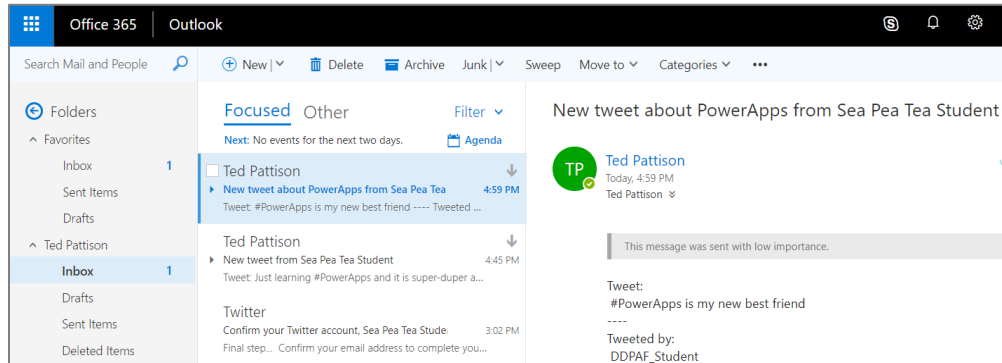 Office 365 Outlook
Search Mail and People
New Delete Archive Junk Sweep Move to Categories •••
Folders
Favorites
Inbox 1
Sent Items
Drafts
Ted Pattison
Inbox 1
Drafts
Sent Items
Deleted Items
Focused Other Filter
Next: No events for the next two days. Agenda
Ted Pattison
New tweet about PowerApps from Sea Pea Tea 4:59 PM
Tweet: #PowerApps is my new best friend ---- Tweeted ...
Ted Pattison
New tweet from Sea Pea Tea Student 4:45 PM
Tweet: Just learning #PowerApps and it is super-duper a...
Twitter
Confirm your Twitter account, Sea Pea Tea Stude 3:02 PM
Final step... Confirm your email address to complete you...
New tweet about PowerApps from Sea Pea Tea Student
TP
Ted Pattison
Today, 4:59 PM
Ted Pattison
This message was sent with low importance.
Tweet:
#PowerApps is my new best friend
----
Tweeted by:
DDPAF_Student